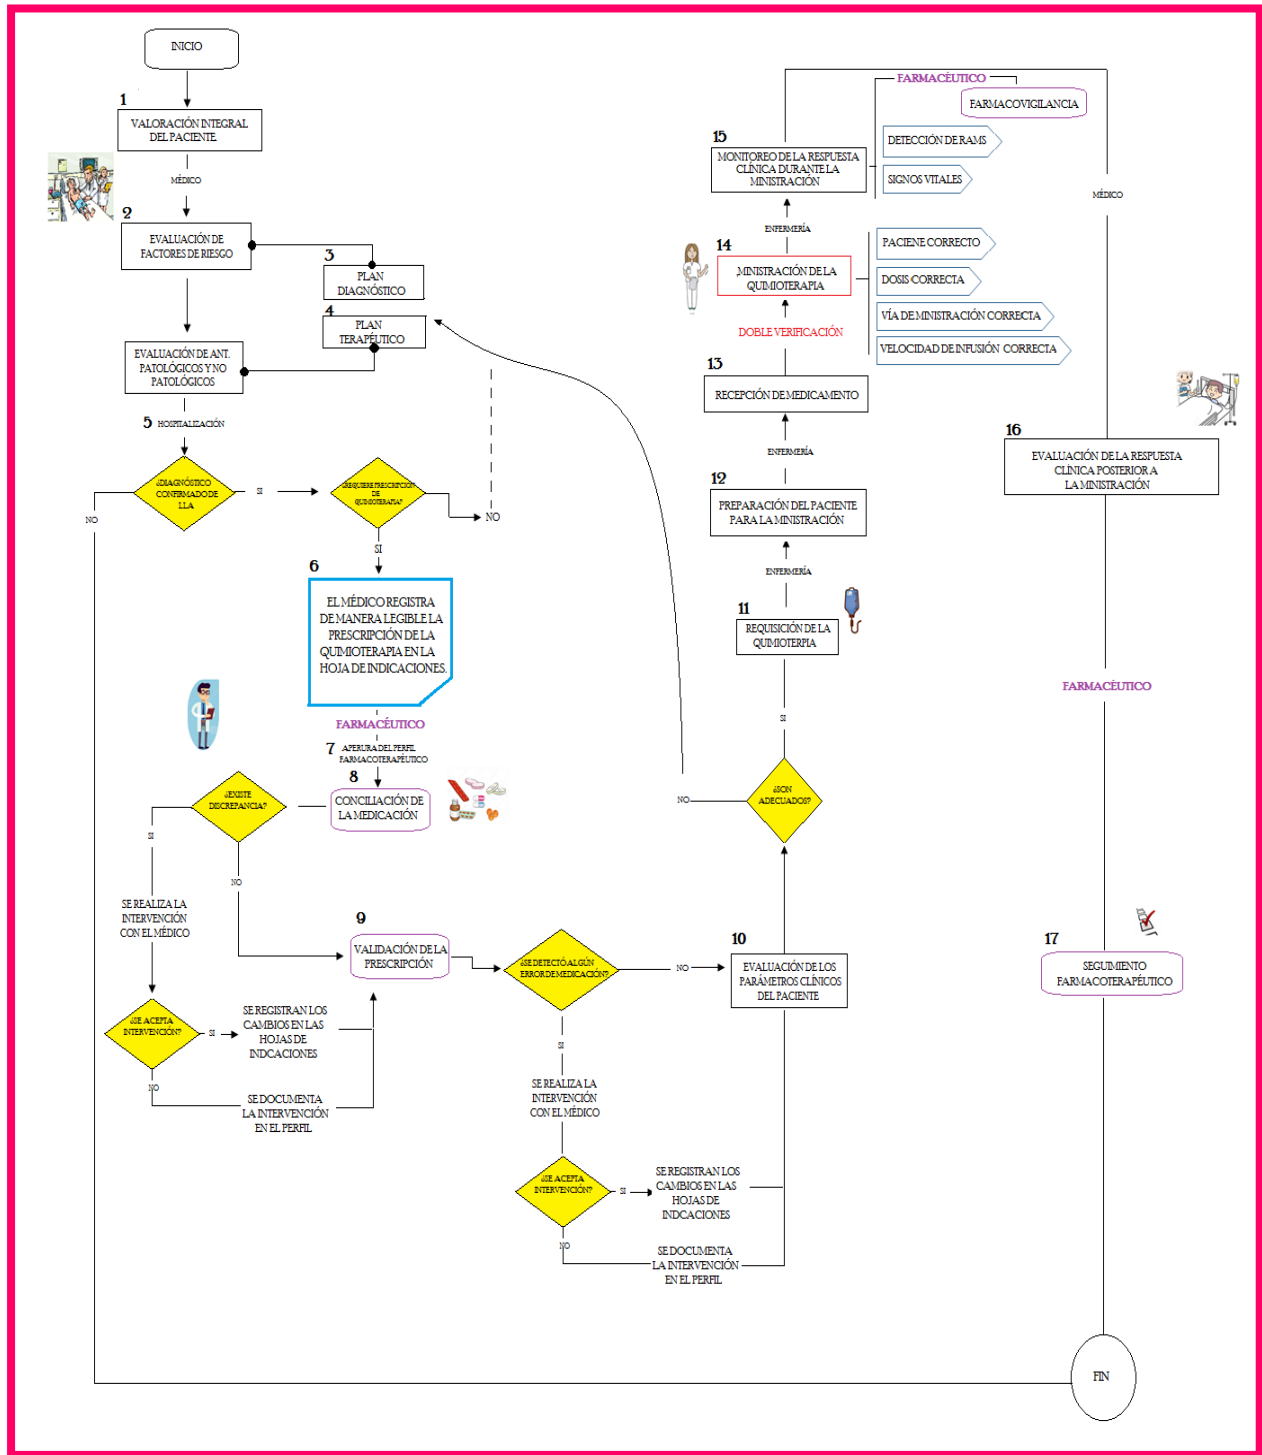 INICIO
1
VALORACIÓN INTEGRAL
DEL PACIENTE
MÉDICO
2
EVALUACIÓN DE
FACTORES DE RIESGO
3
PLAN
DIAGNÓSTICO
4
PLAN
TERAPÉUTICO
EVALUACIÓN DE ANT.
PATOLÓGICOS Y NO
PATOLÓGICOS
5 HOSPITALIZACIÓN
¿DIAGNÓSTICO
CONFIRMADO DE
LLA
SI
NO
¿REQUIERE PRESCRIPCIÓN
DE
QUIMIOTERAPIA?
NO
SI
6
EL MÉDICO REGISTRA
DE MANERA LEGIBLE LA
PRESCRIPCIÓN DE LA
QUIMIOTERAPIA EN LA
HOJA DE INDICACIONES.
FARMACÉUTICO
7 APERURA DEL PERFIL
FARMACOTERAPÉUTICO
8
CONCILIACIÓN DE
LA MEDICACIÓN
¿EXISTE
DISCREPANCIA?
SI
NO
SE REALIZA LA
INTERVENCIÓN
CON EL MÉDICO
¿SE ACEPTA
INTERVENCIÓN?
SI
SE REGISTRAN LOS
CAMBIOS EN LAS
HOJAS DE
INDCACIONES
NO
SE DOCUMENTA
LA INTERVENCIÓN
EN EL PERFIL
9
VALIDACIÓN DE LA
PRESCRIPCIÓN
¿SE DETECTÓ ALGÚN
ERROR DE MEDICACIÓN?
NO
SI
SE REALIZA LA
INTERVENCIÓN
CON EL MÉDICO
¿SE ACEPTA
INTERVENCIÓN?
SI
SE REGISTRAN LOS
CAMBIOS EN LAS
HOJAS DE
INDCACIONES
NO
SE DOCUMENTA
LA INTERVENCIÓN
EN EL PERFIL
10
EVALUACIÓN DE LOS
PARÁMETROS CLÍNICOS
DEL PACIENTE
¿SON
ADECUADOS?
NO
SI
11
REQUISICIÓN DE LA
QUIMIOTERPIA
ENFERMERÍA
12
PREPARACIÓN DEL PACIENTE
PARA LA MINISTRACIÓN
ENFERMERÍA
13
RECEPCIÓN DE MEDICAMENTO
DOBLE VERIFICACIÓN
14
MINISTRACIÓN DE LA
QUIMIOTERAPIA
PACIENE CORRECTO
DOSIS CORRECTA
VÍA DE MINISTRACIÓN CORRECTA
VELOCIDAD DE INFUSIÓN CORRECTA
ENFERMERÍA
15
MONITOREO DE LA RESPUESTA
CLÍNICA DURANTE LA
MINISTRACIÓN
FARMACÉUTICO
FARMACOVIGILANCIA
DETECCIÓN DE RAMS
SIGNOS VITALES
MÉDICO
16
EVALUACIÓN DE LA RESPUESTA
CLÍNICA POSTERIOR A
LA MINISTRACIÓN
FARMACÉUTICO
17
SEGUIMIENTO
FARMACOTERAPÉUTICO
FIN